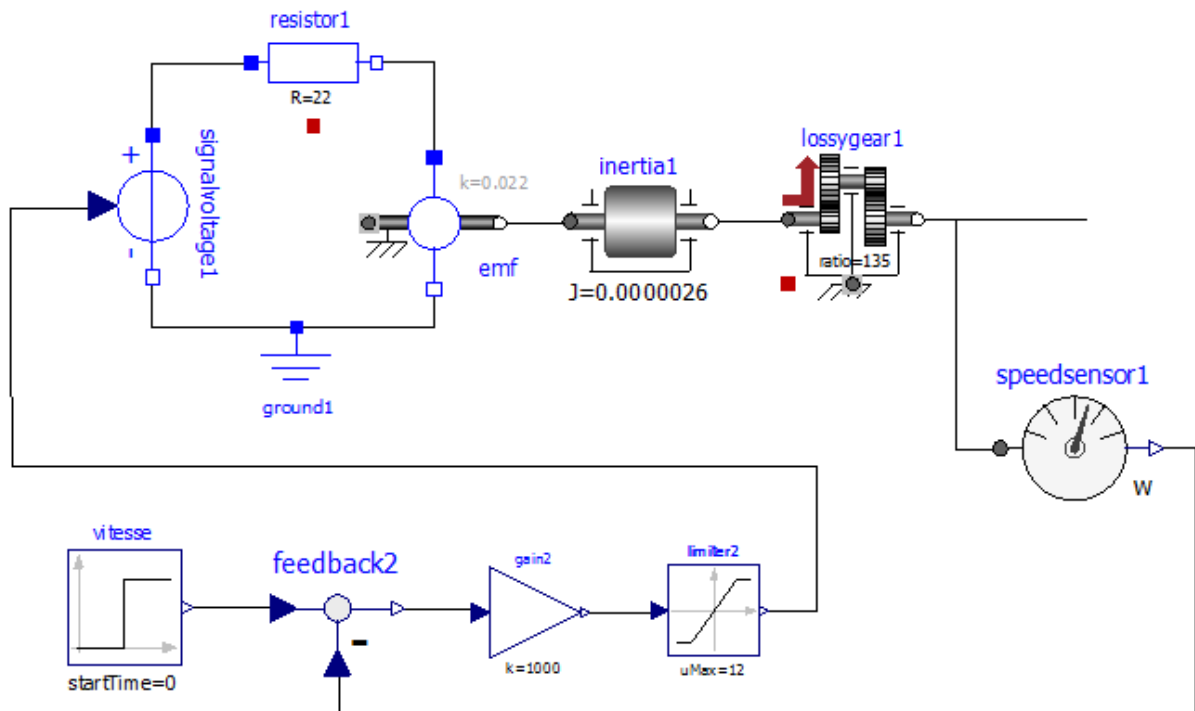 resistor1
R=22
+
signalvoltage1
-
ground1
k=0.022
emf
inertia1
J=0.0000026
lossygear1
ratio=135
speedsensor1
w
vitesse
startTime=0
feedback2
-
gain2
k=1000
limiter2
uMax=12